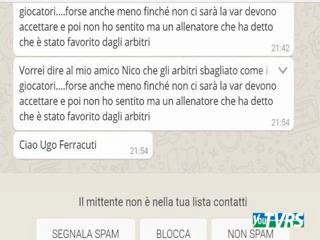 giocatori....forse anche meno finché non ci sarà la var devono
accettare e poi non ho sentito ma un allenatore che ha detto
che è stato favorito dagli arbitri
21:42
Vorrei dire al mio amico Nico che gli arbitri sbagliato come i
giocatori....forse anche meno finché non ci sarà la var devono
accettare e poi non ho sentito ma un allenatore che ha detto
che è stato favorito dagli arbitri
21:54
Ciao Ugo Ferracuti
21:54
Il mittente non è nella tua lista contatti
SEGNALA SPAM
BLOCCA
NON SPAM
You TVRS